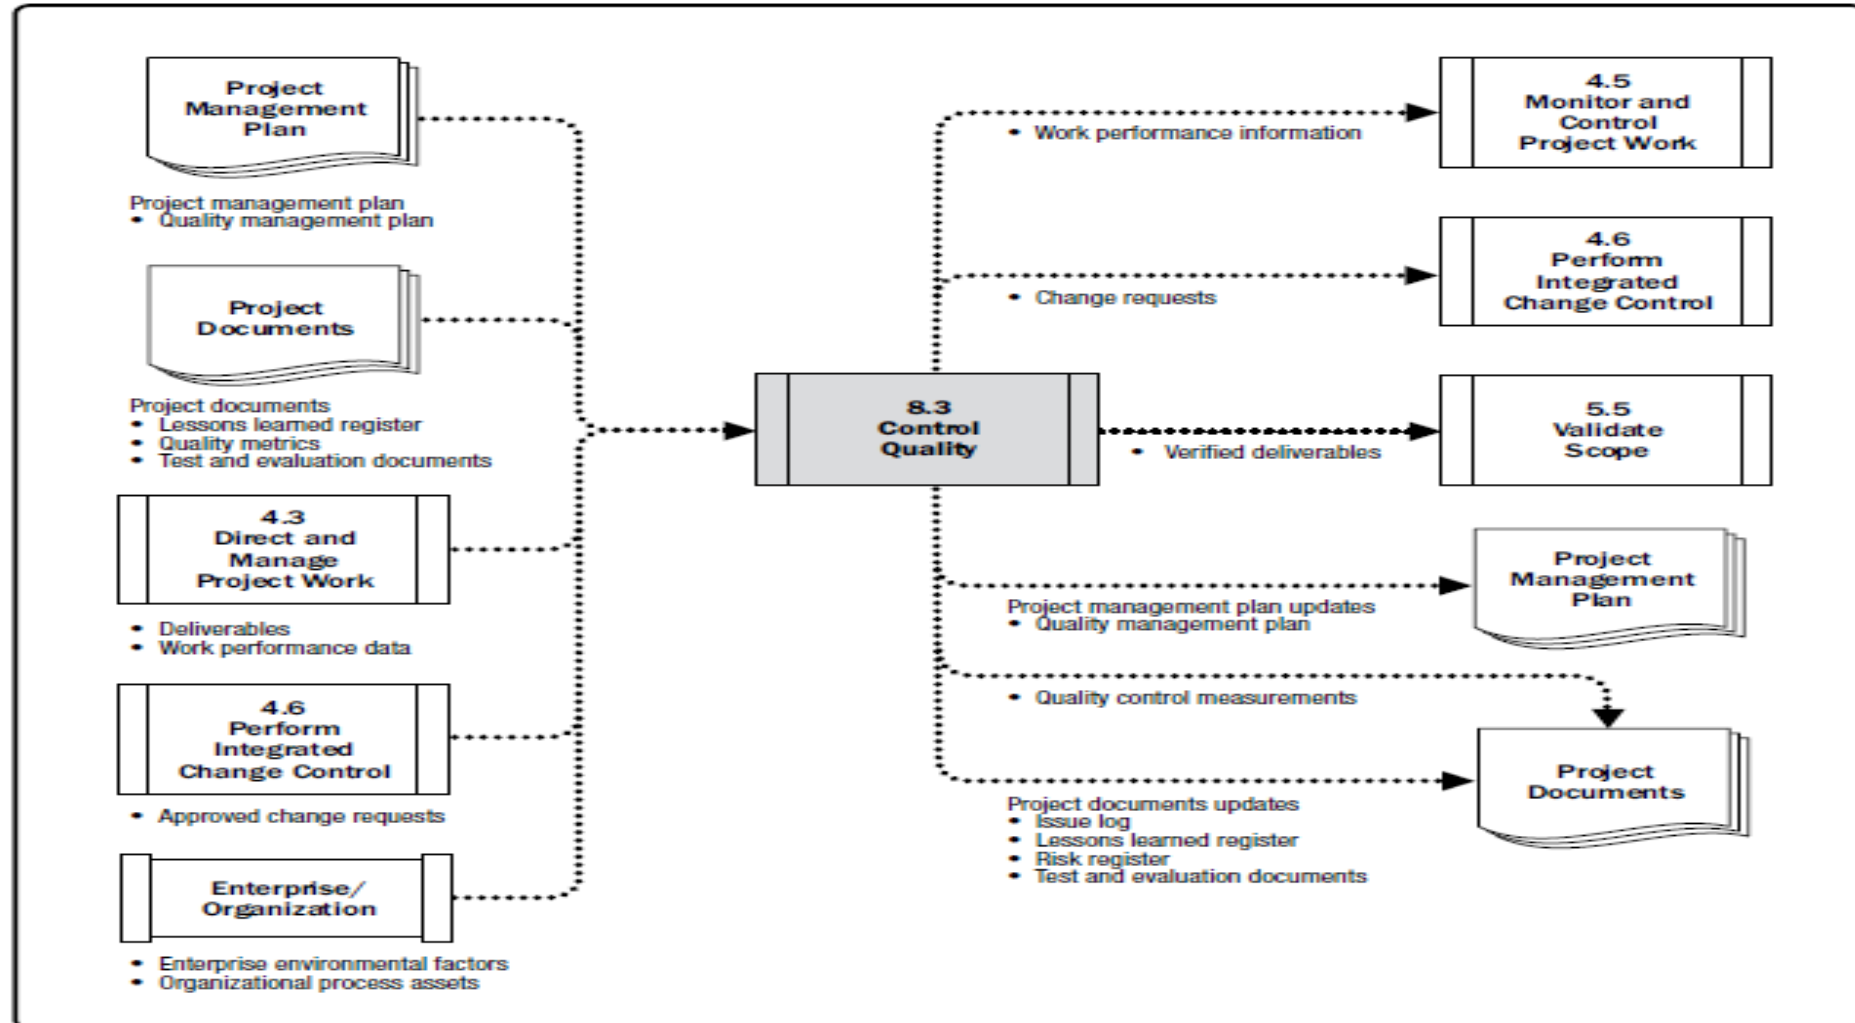 Project
Management
Plan
Project management plan
• Quality management plan
Project
Documents
Project documents
• Lessons learned register
• Quality metrics
• Test and evaluation documents
4.3
Direct and
Manage
Project Work
• Deliverables
• Work performance data
4.6
Perform
Integrated
Change Control
• Approved change requests
Enterprise/
Organization
• Enterprise environmental factors
• Organizational process assets
8.3
Control
Quality
• Work performance information
4.5
Monitor and
Control
Project Work
• Change requests
4.6
Perform
Integrated
Change Control
• Verified deliverables
5.5
Validate
Scope
Project management plan updates
• Quality management plan
Project
Management
Plan
• Quality control measurements
Project documents updates
• Issue log
• Lessons learned register
• Risk register
• Test and evaluation documents
Project
Documents